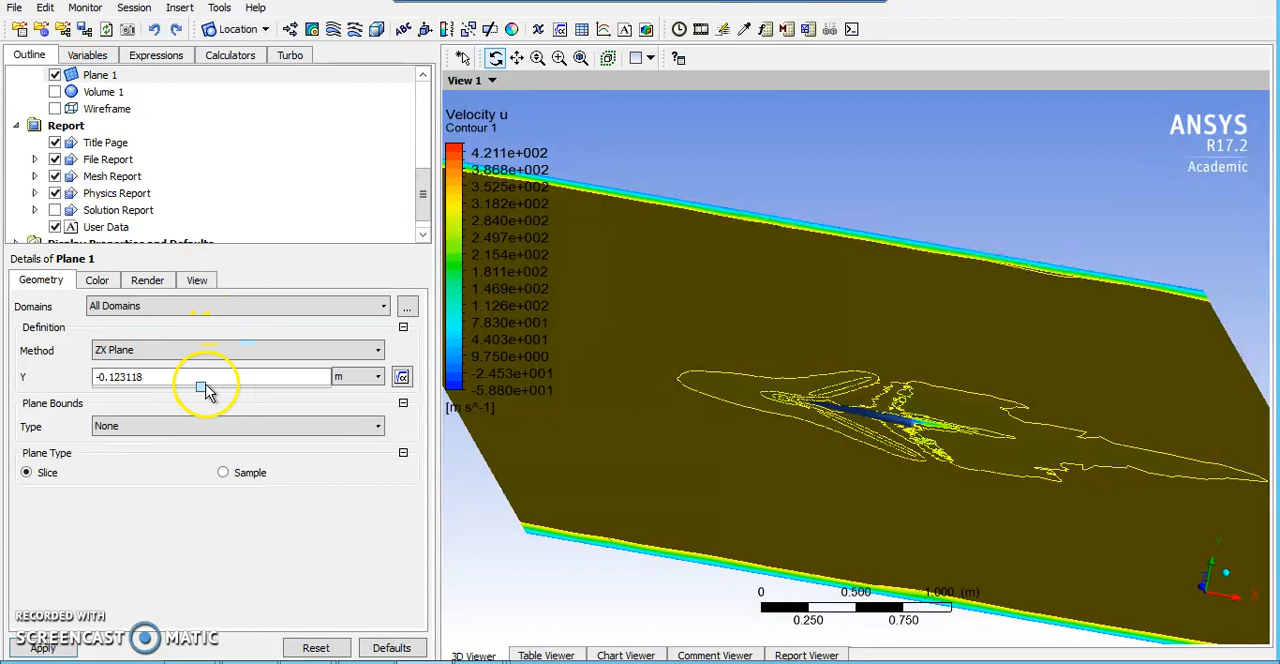 File Edit Monitor Session Insert Tools Help
Location
Outline Variables Expressions Calculators Turbo
Plane 1
Volume 1
Wireframe
Report
Title Page
File Report
Mesh Report
Physics Report
Solution Report
User Data
Display Properties and Defaults
Details of Plane 1
Geometry Color Render View
Domains All Domains ...
Definition
Method ZX Plane
Y -0.123118 m
Plane Bounds
Type None
Plane Type
Slice Sample
RECORDED WITH
SCREENCAST MATIC
Apply Reset Defaults
View 1
Velocity u
Contour 1
4.211e+002
3.868e+002
3.525e+002
3.182e+002
2.840e+002
2.497e+002
2.154e+002
1.811e+002
1.469e+002
1.126e+002
7.830e+001
4.403e+001
9.750e+000
-2.453e+001
-5.880e+001
[m s^-1]
ANSYS
R17.2
Academic
0 0.500 1.000 (m)
0.250 0.750
Y
X
3D Viewer Table Viewer Chart Viewer Comment Viewer Report Viewer